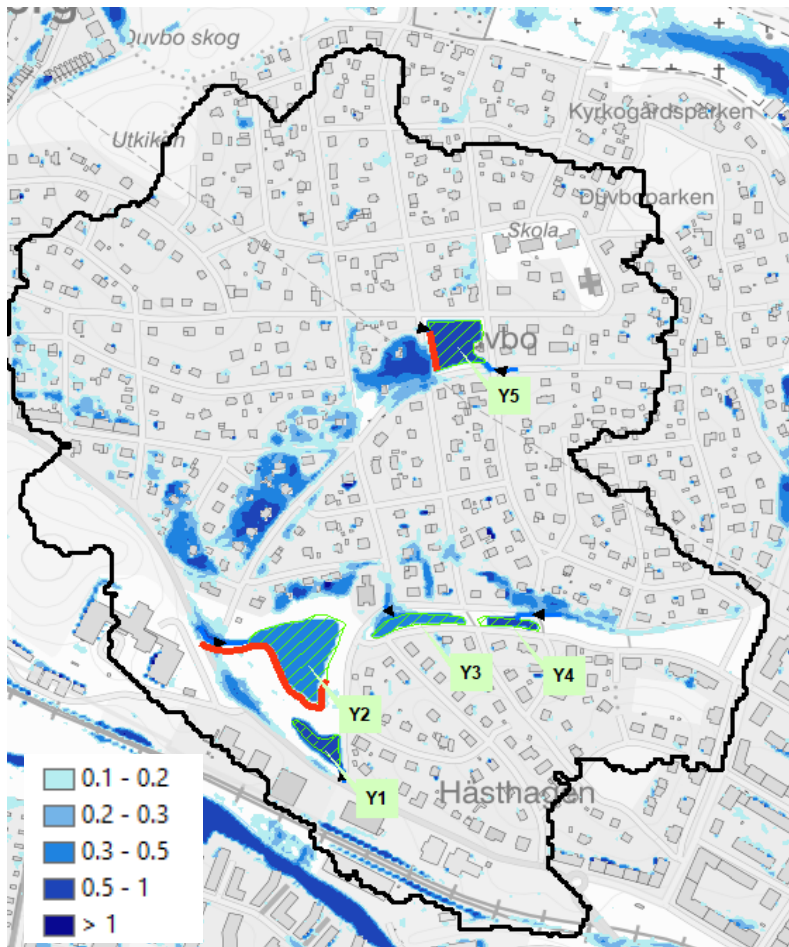 Duvbo skog
Kyrkogårdsparken
Utkiken
Duvboparken
Skola
Y5
Y3
Y4
Y2
Y1
Hästhagen
0.1 - 0.2
0.2 - 0.3
0.3 - 0.5
0.5 - 1
> 1